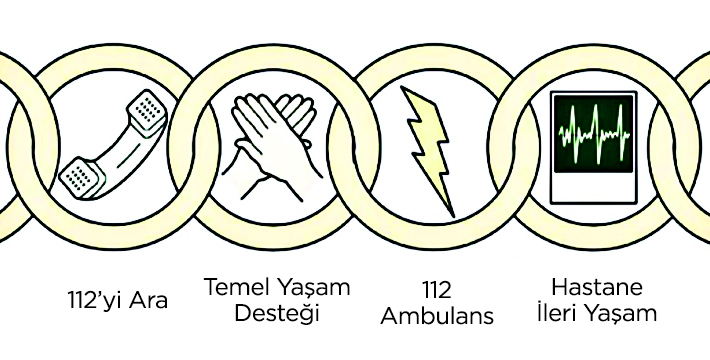 112'yi Ara
Temel Yaşam
Desteği
112
Ambulans
Hastane
İleri Yaşam